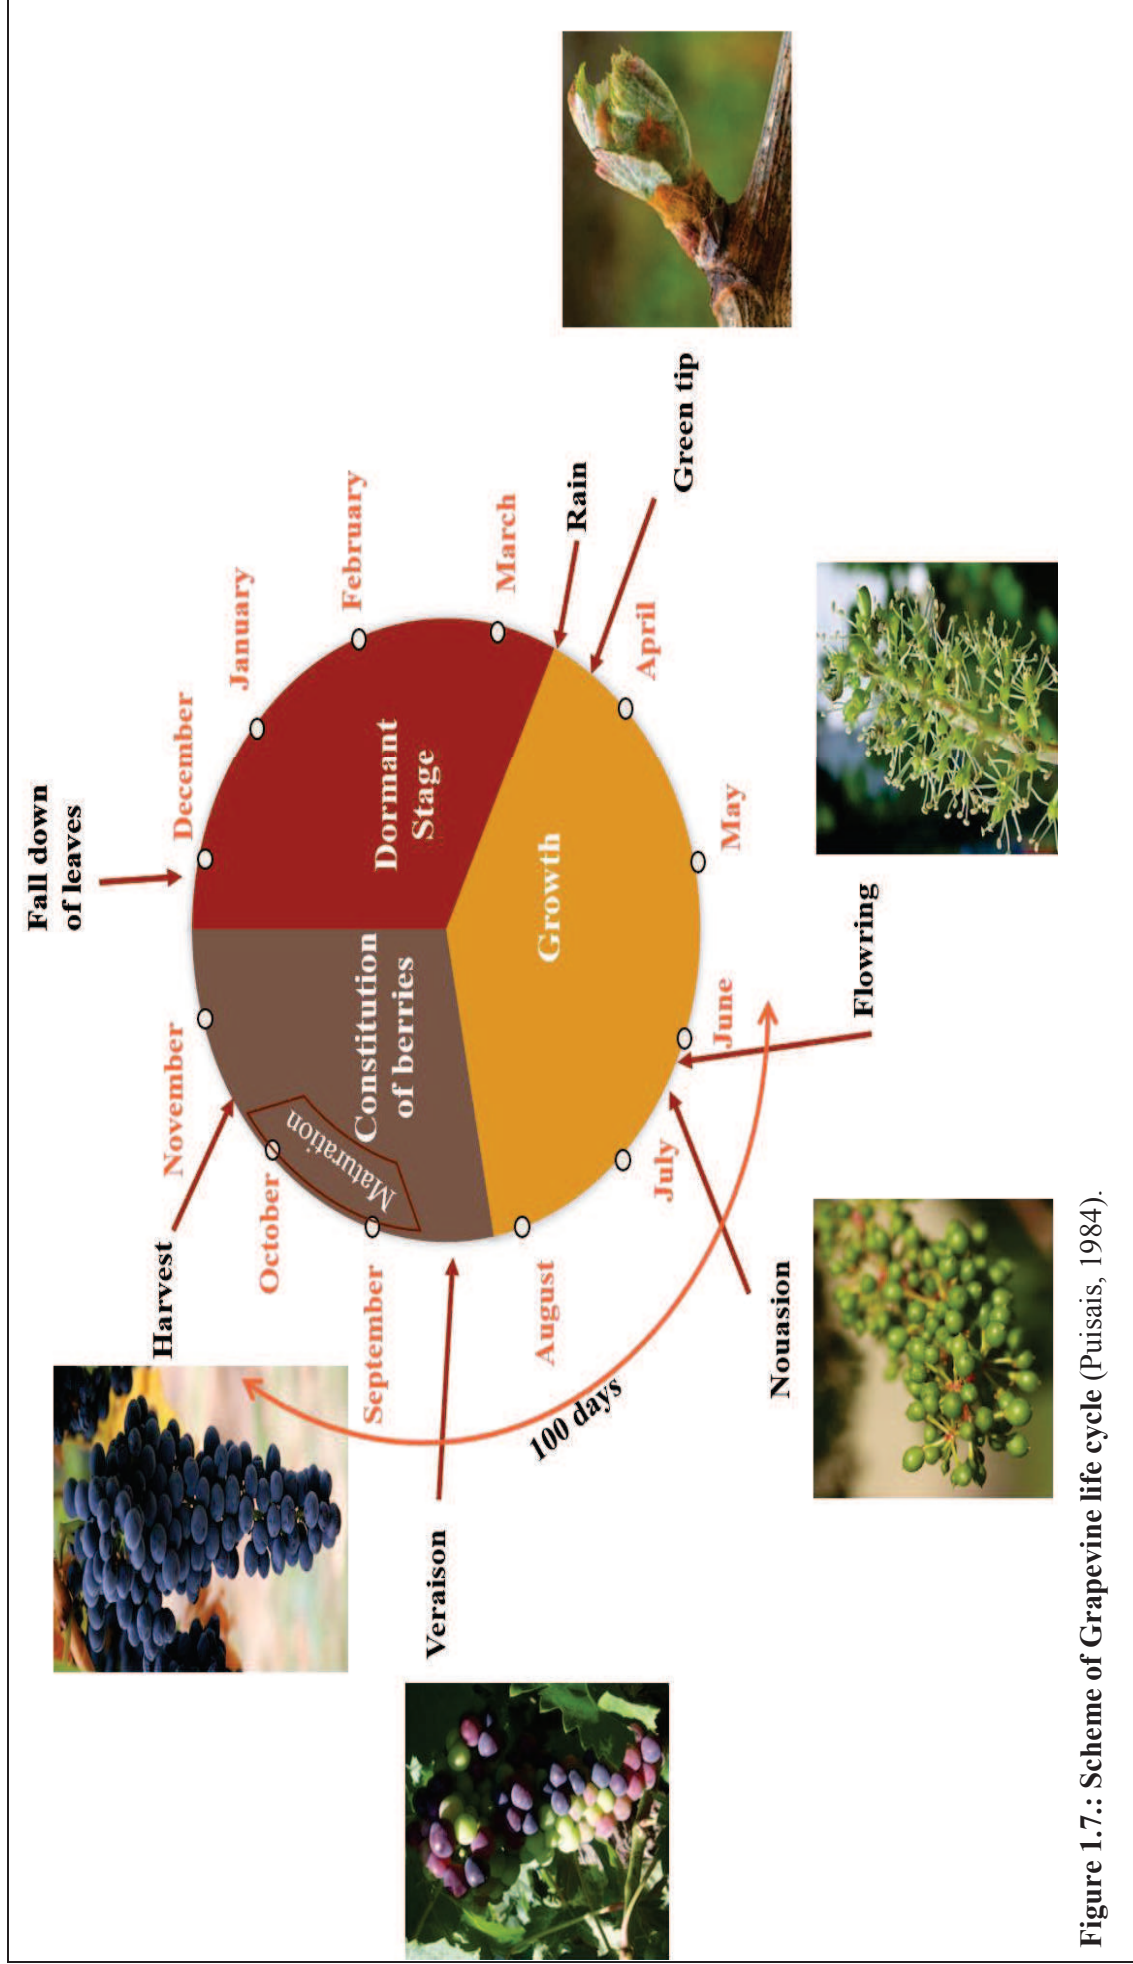 Fall down
of leaves
December
January
February
March
Rain
Green tip
April
May
Flowring
June
July
Nouasion
August
100 days
Veraison
September
October
Harvest
November
Dormant
Stage
Growth
Constitution
of berries
Maturation
Figure 1.7.: Scheme of Grapevine life cycle (Puisais, 1984).